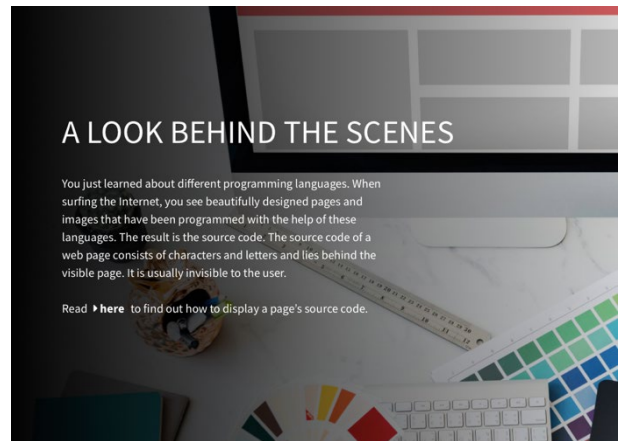 A LOOK BEHIND THE SCENES
You just learned about different programming languages. When
surfing the Internet, you see beautifully designed pages and
images that have been programmed with the help of these
languages. The result is the source code. The source code of a
web page consists of characters and letters and lies behind the
visible page. It is usually invisible to the user.
Read here to find out how to display a page's source code.